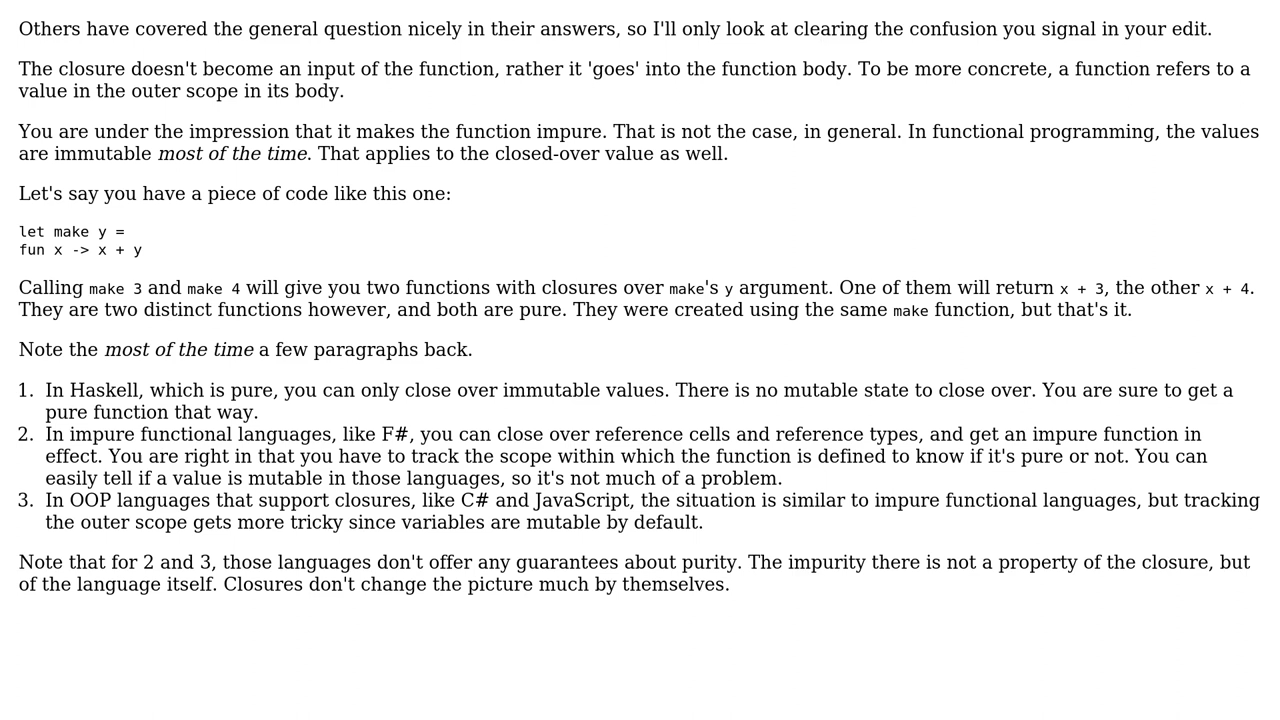 Others have covered the general question nicely in their answers, so I'll only look at clearing the confusion you signal in your edit.
The closure doesn't become an input of the function, rather it 'goes' into the function body. To be more concrete, a function refers to a
value in the outer scope in its body.
You are under the impression that it makes the function impure. That is not the case, in general. In functional programming, the values
are immutable most of the time. That applies to the closed-over value as well.
Let's say you have a piece of code like this one:
let make y =
fun x -> x + y
Calling make 3 and make 4 will give you two functions with closures over make's y argument. One of them will return x + 3, the other x + 4.
They are two distinct functions however, and both are pure. They were created using the same make function, but that's it.
Note the most of the time a few paragraphs back.
1. In Haskell, which is pure, you can only close over immutable values. There is no mutable state to close over. You are sure to get a
pure function that way.
2. In impure functional languages, like F#, you can close over reference cells and reference types, and get an impure function in
effect. You are right in that you have to track the scope within which the function is defined to know if it's pure or not. You can
easily tell if a value is mutable in those languages, so it's not much of a problem.
3. In OOP languages that support closures, like C# and JavaScript, the situation is similar to impure functional languages, but tracking
the outer scope gets more tricky since variables are mutable by default.
Note that for 2 and 3, those languages don't offer any guarantees about purity. The impurity there is not a property of the closure, but
of the language itself. Closures don't change the picture much by themselves.